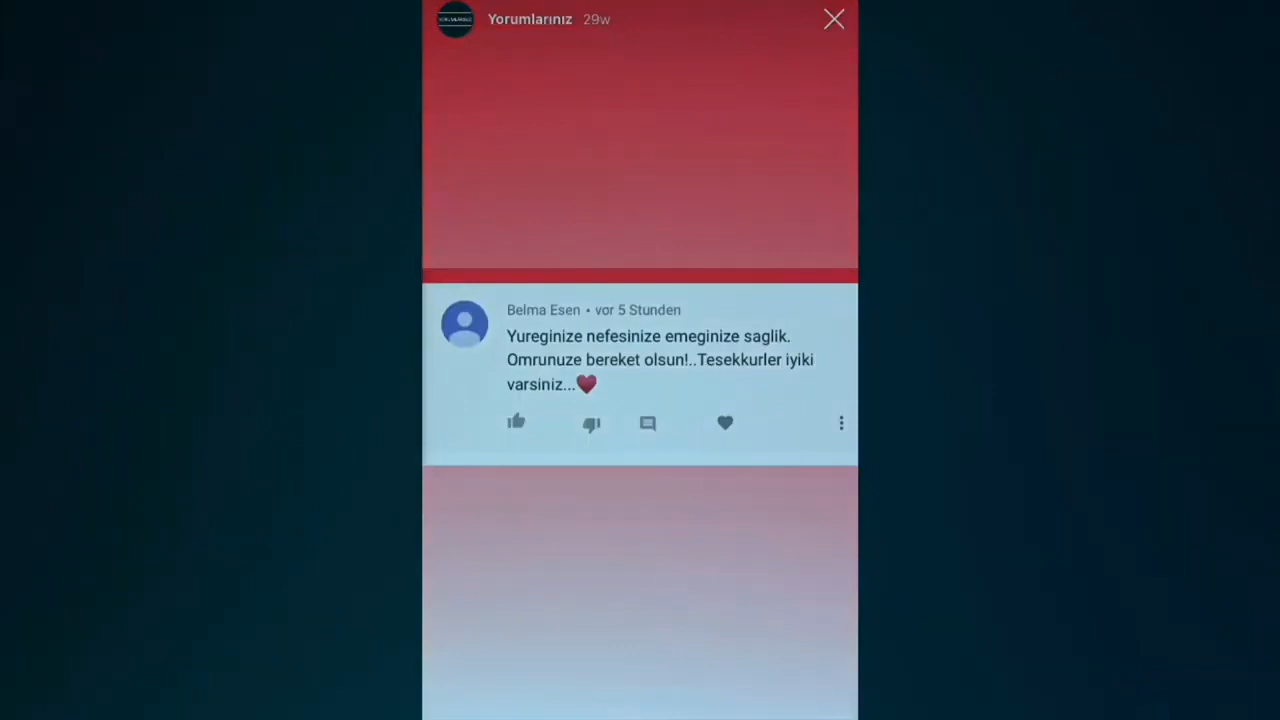 Yorumlarınız 29w
Belma Esen • vor 5 Stunden
Yureginize nefesinize emeginize saglik.
Omrunuze bereket olsun!..Tesekkurler iyiki
varsiniz...♥